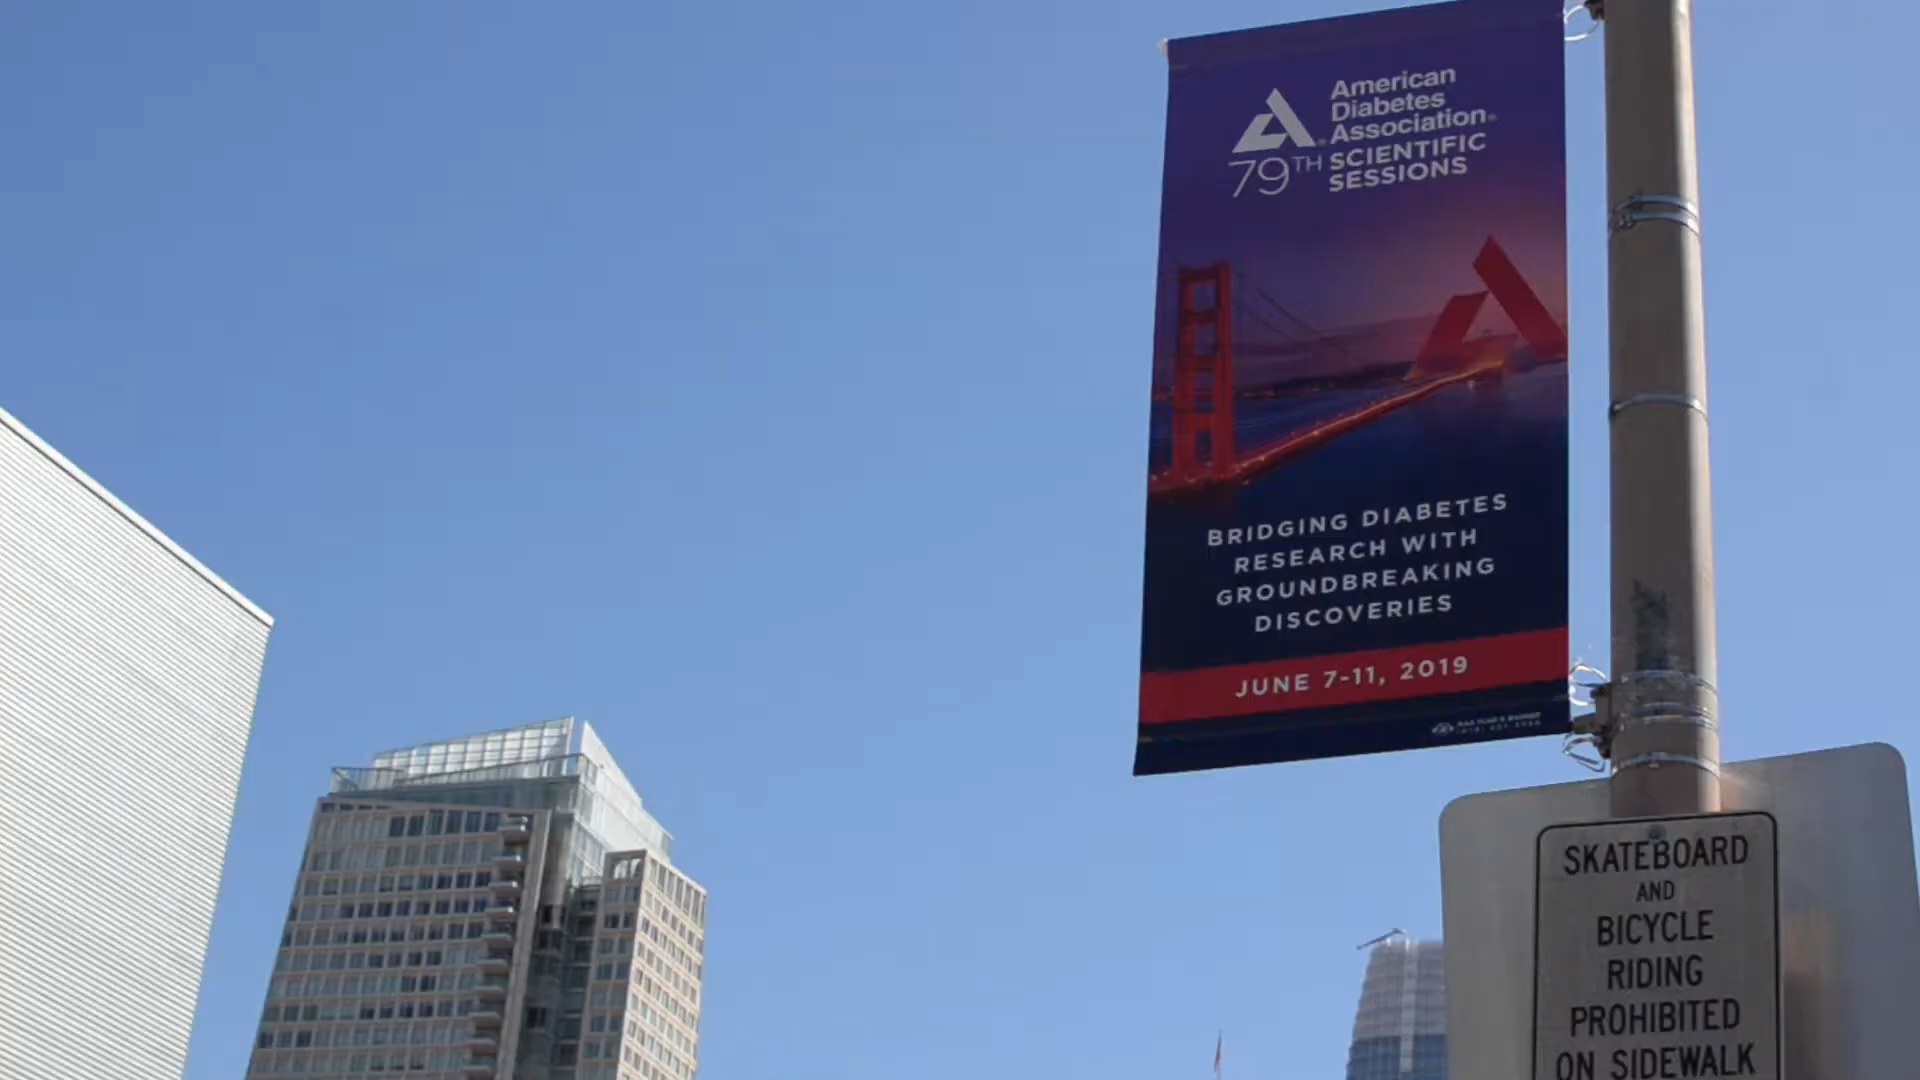 American
Diabetes
Association®
79TH SCIENTIFIC
SESSIONS
BRIDGING DIABETES
RESEARCH WITH
GROUNDBREAKING
DISCOVERIES
JUNE 7-11, 2019
SKATEBOARD
AND
BICYCLE
RIDING
PROHIBITED
ON SIDEWALK